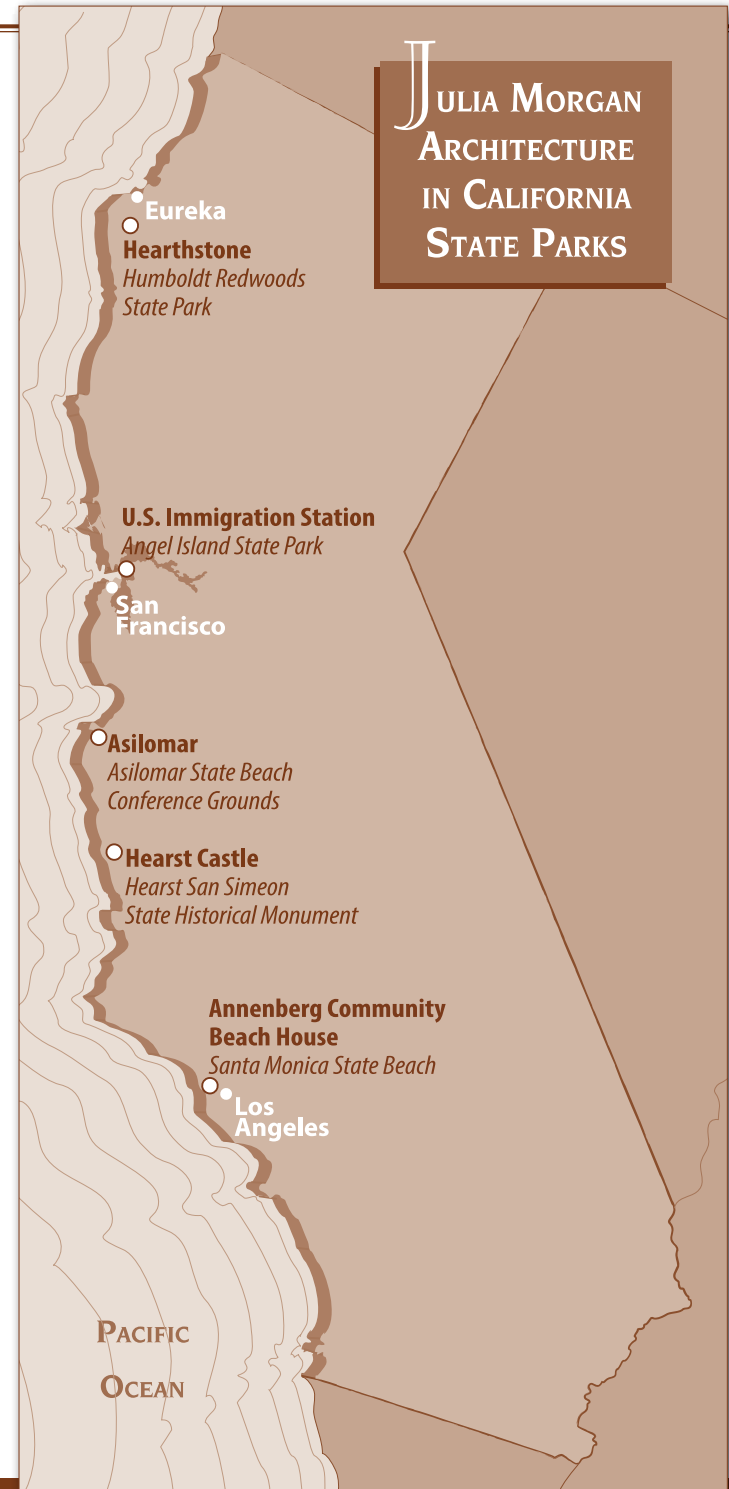 JULIA MORGAN
ARCHITECTURE
IN CALIFORNIA
STATE PARKS
Eureka
Hearthstone
Humboldt Redwoods
State Park
U.S. Immigration Station
Angel Island State Park
San
Francisco
Asilomar
Asilomar State Beach
Conference Grounds
Hearst Castle
Hearst San Simeon
State Historical Monument
Annenberg Community
Beach House
Santa Monica State Beach
Los
Angeles
PACIFIC
OCEAN